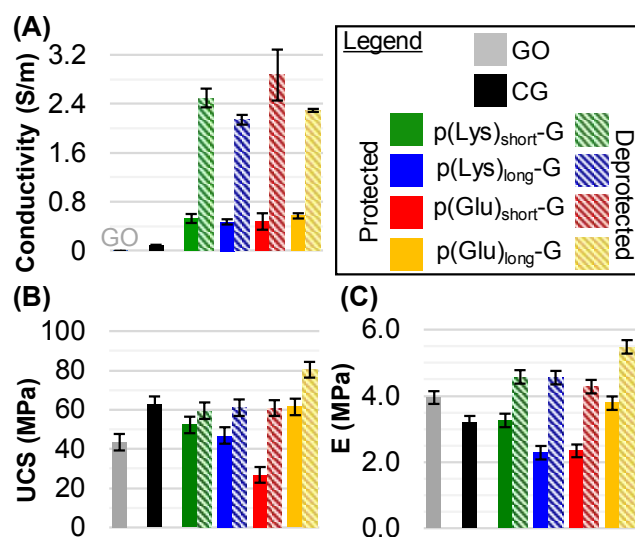 (A)
Conductivity (S/m)
3.2
2.4
1.6
0.8
0
GO
Legend
GO
CG
Protected
p(Lys)short-G
p(Lys)long-G
p(Glu)short-G
p(Glu)long-G
Deprotected
(B)
UCS (MPa)
100
80
60
40
20
0
(C)
E (MPa)
6.0
4.0
2.0
0.0